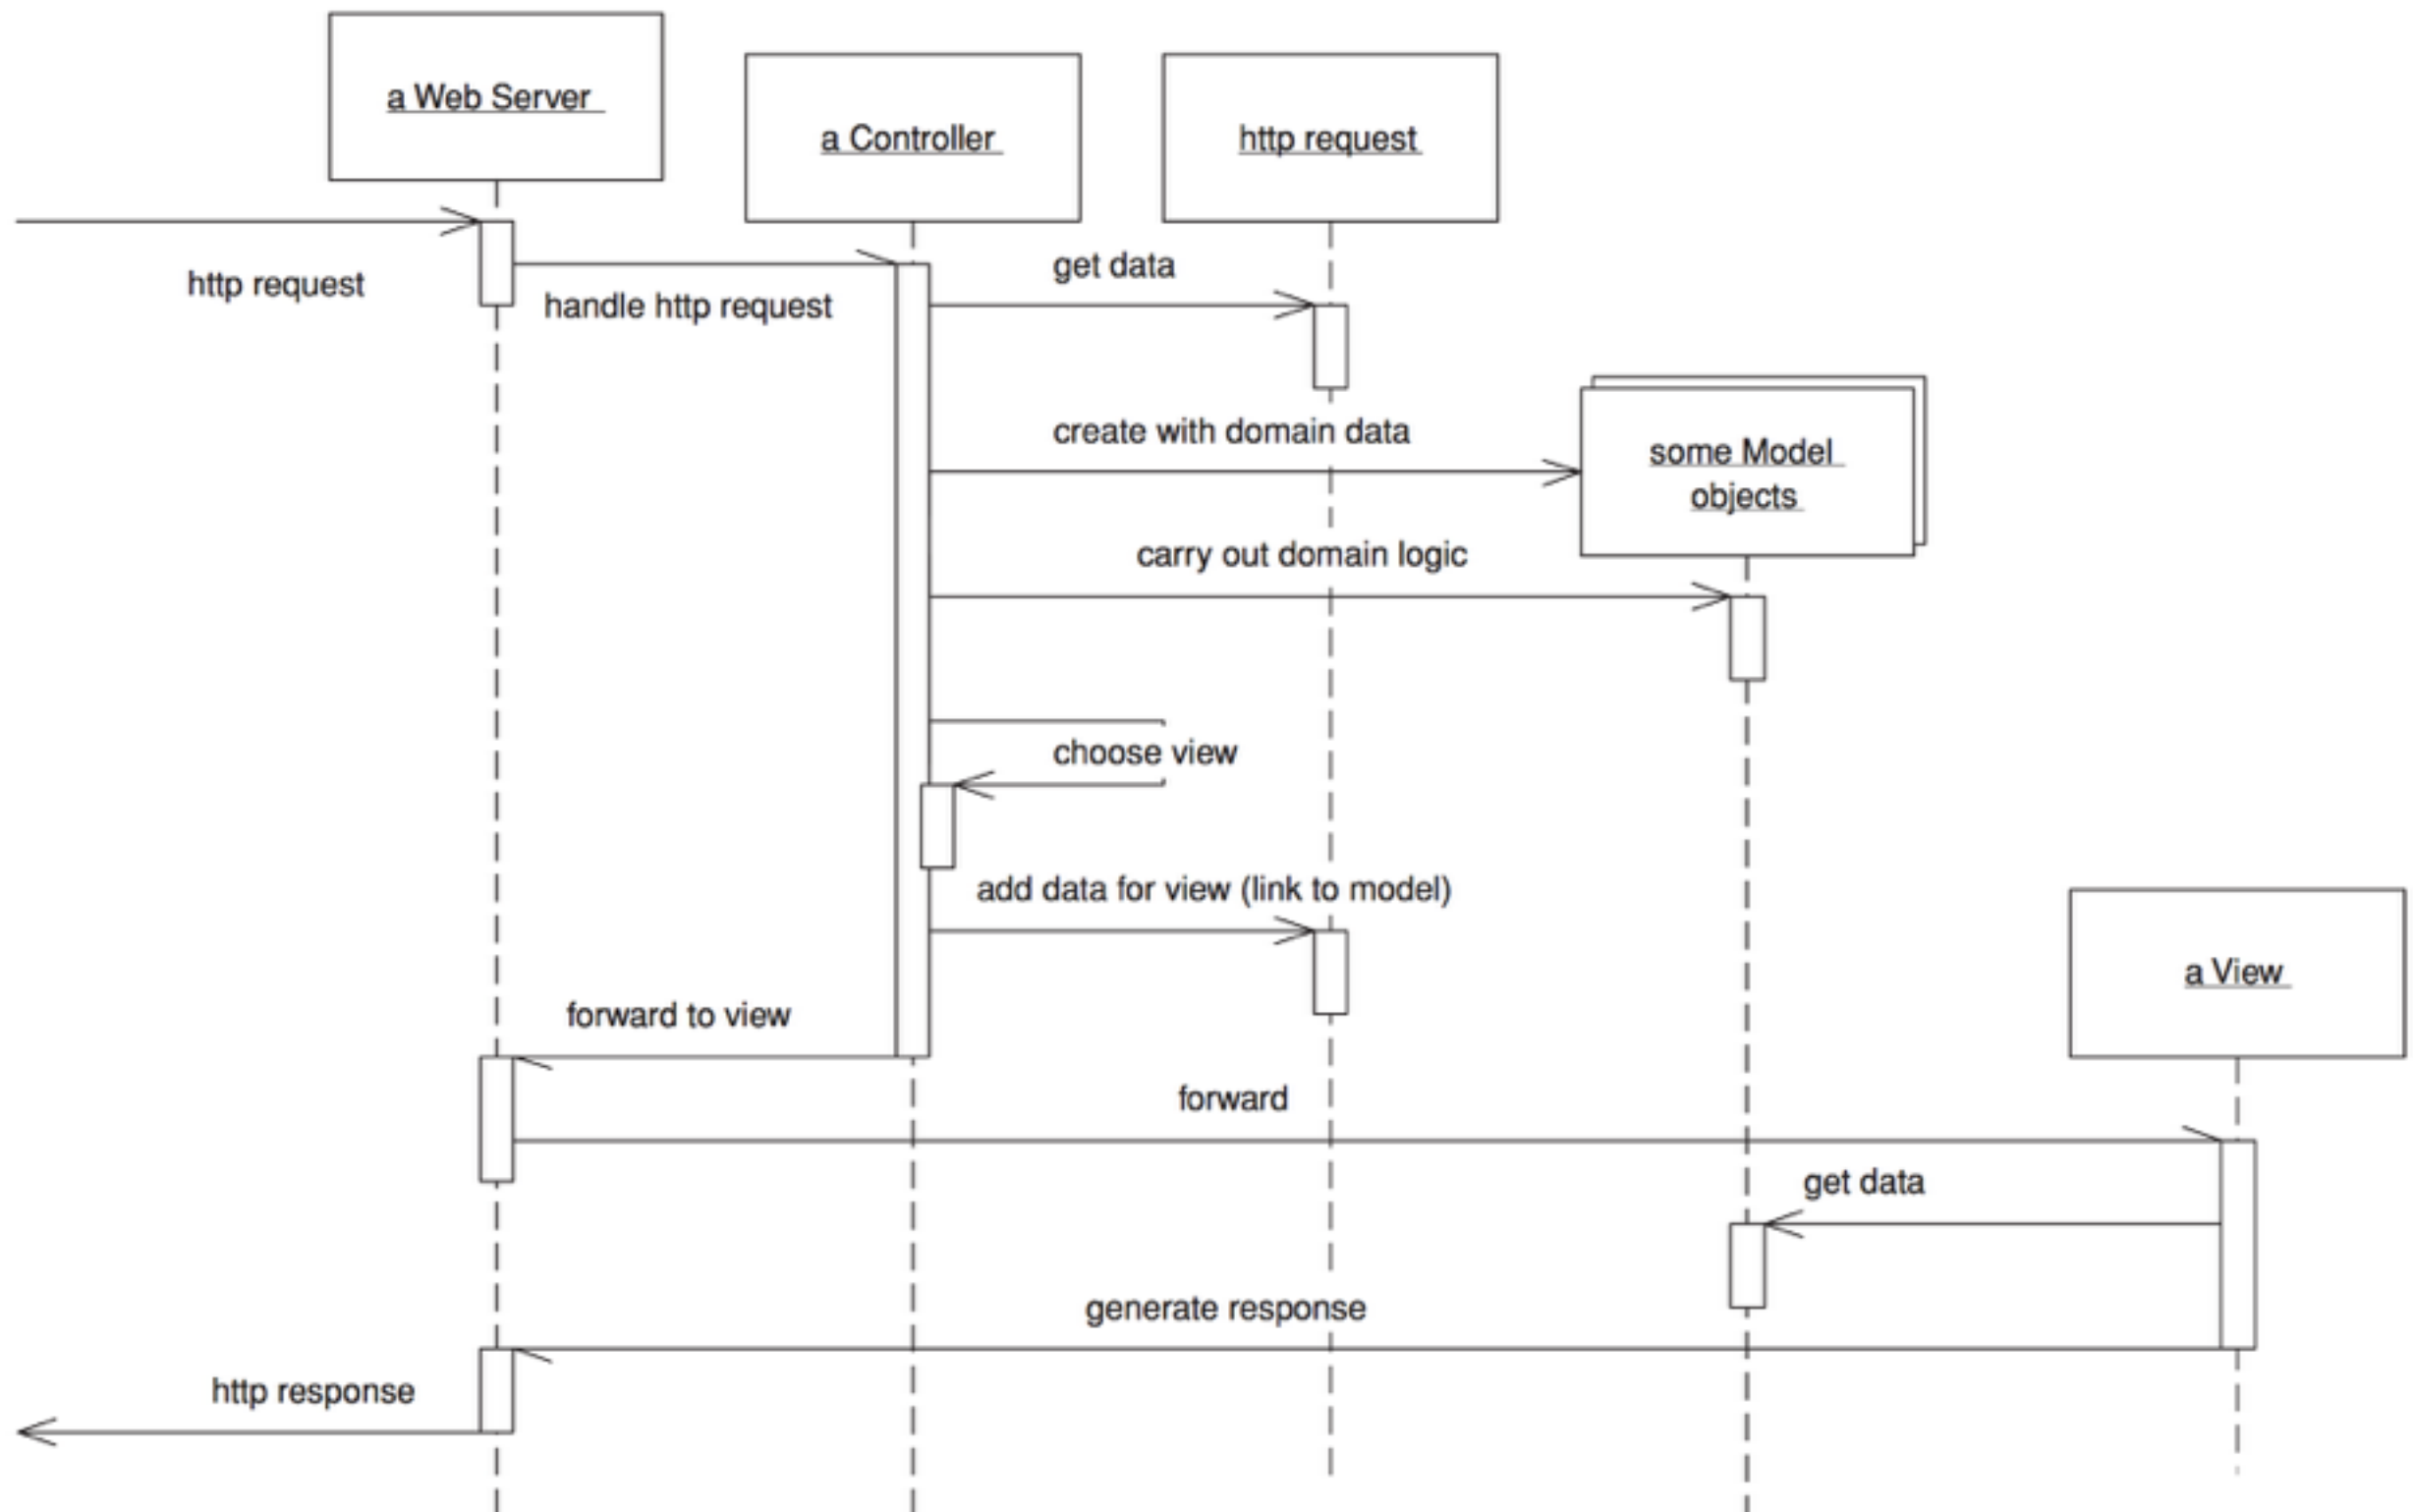 a Web Server
a Controller
http request
http request
handle http request
get data
create with domain data
some Model
objects
carry out domain logic
choose view
add data for view (link to model)
a View
forward to view
forward
get data
generate response
http response